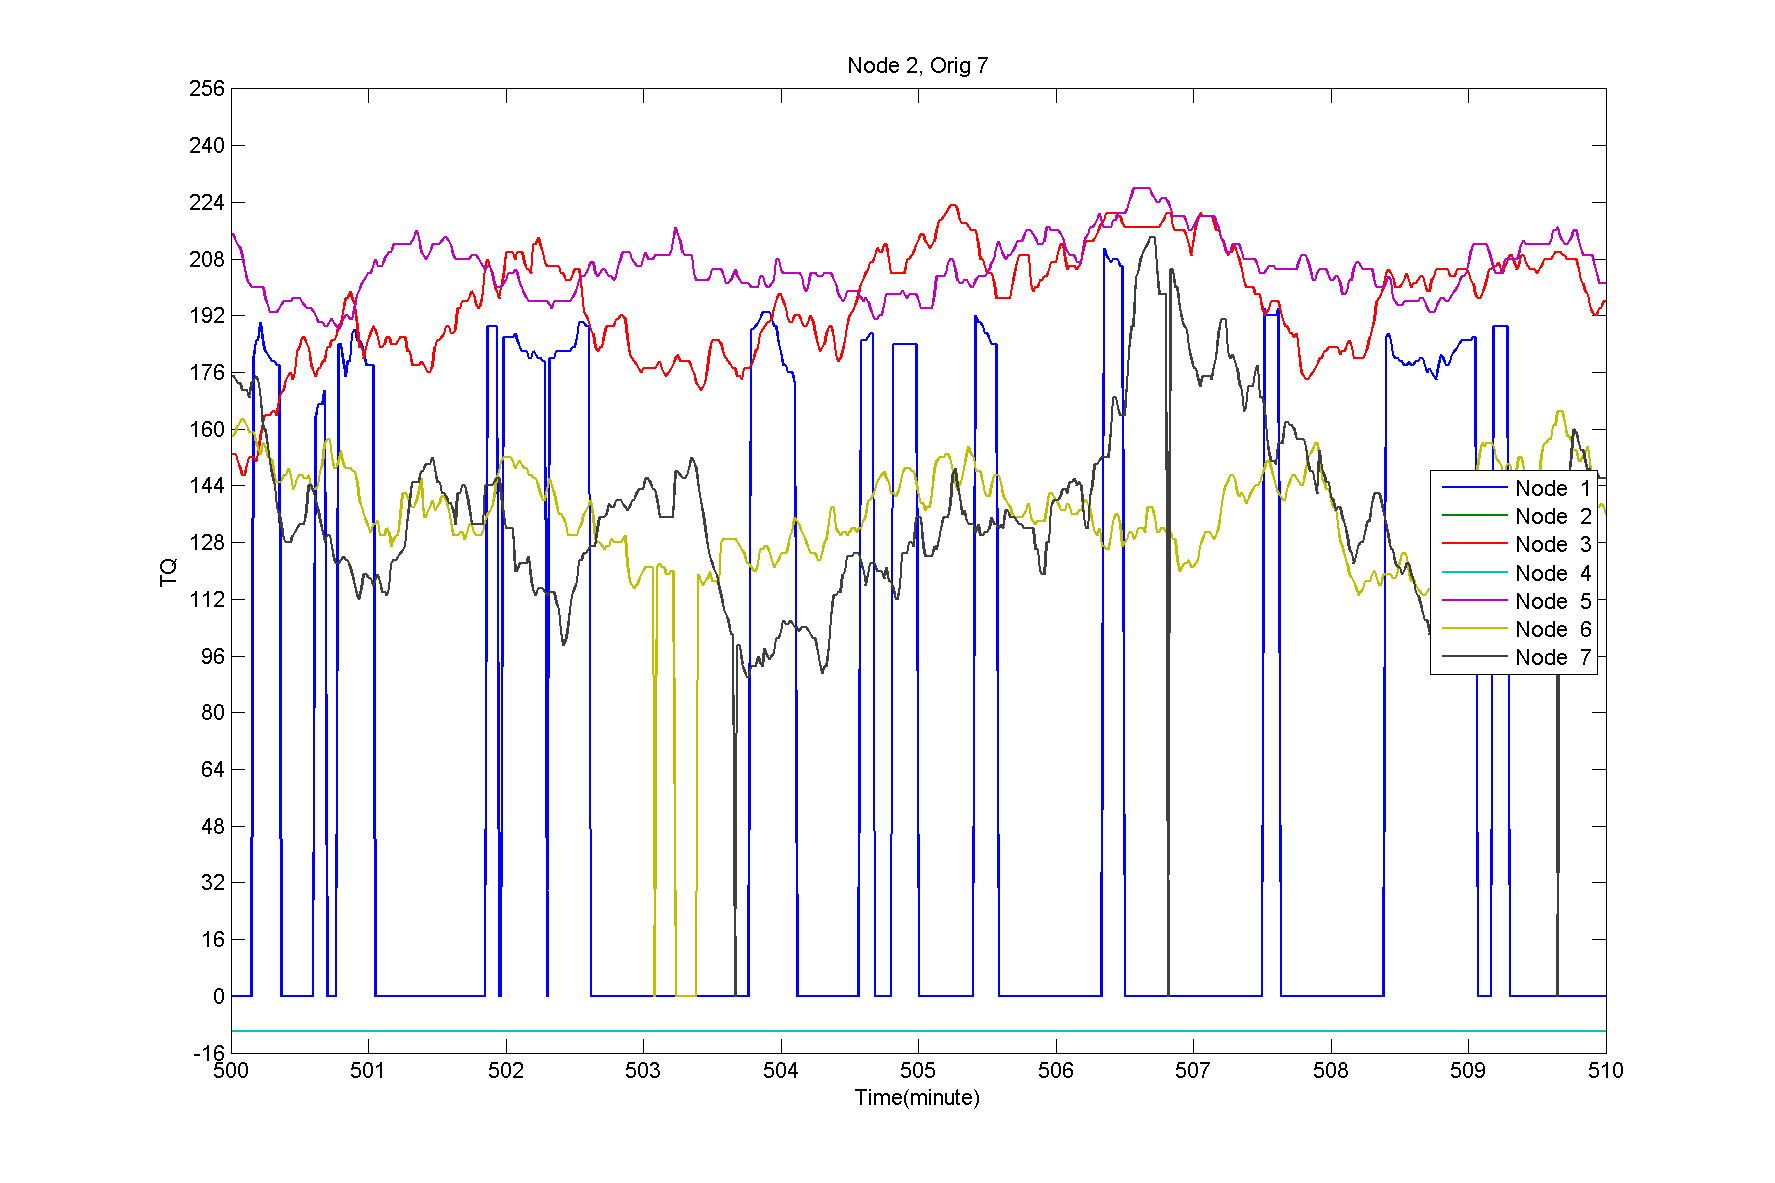 Node 2, Orig 7
256
240
224
208
192
176
160
144
128
112
96
80
64
48
32
16
0
-16
TQ
Node 1
Node 2
Node 3
Node 4
Node 5
Node 6
Node 7
500 501 502 503 504 505 506 507 508 509 510
Time(minute)